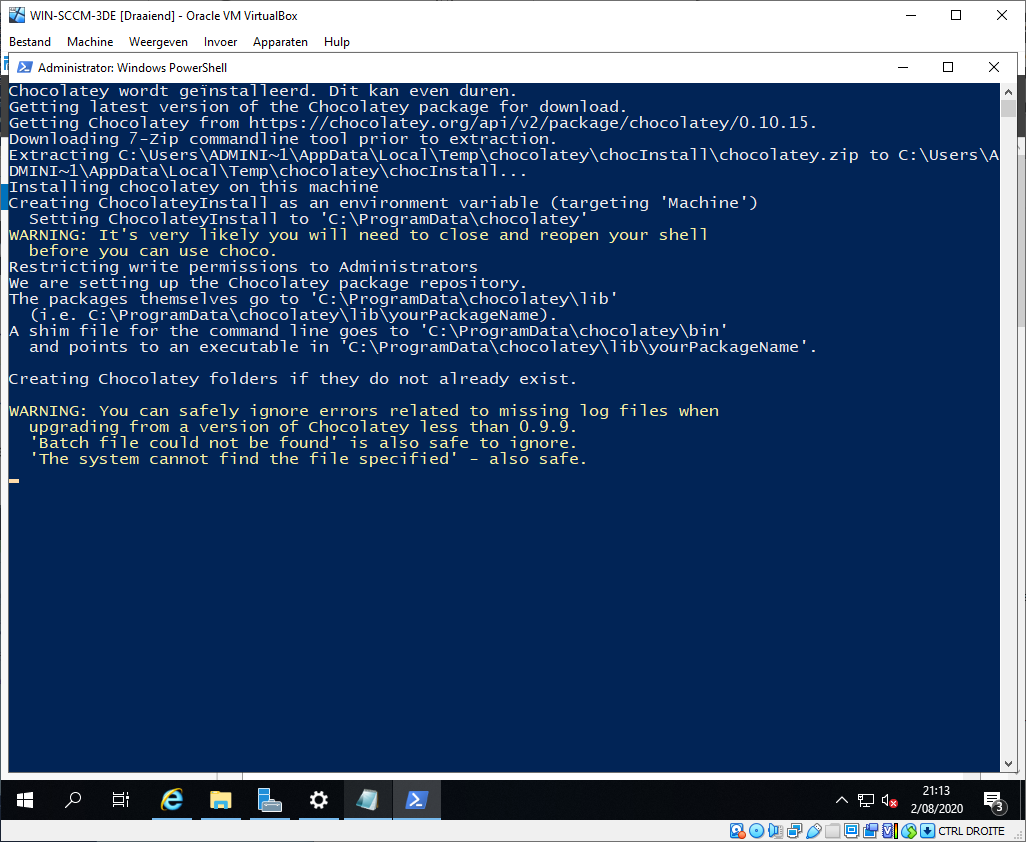 WIN-SCCM-3DE [Draaiend] - Oracle VM VirtualBox
Bestand Machine Weergeven Invoer Apparaten Hulp
Administrator: Windows PowerShell
Chocolatey wordt geïnstalleerd. Dit kan even duren.
Getting latest version of the Chocolatey package for download.
Getting Chocolatey from https://chocolatey.org/api/v2/package/chocolatey/0.10.15.
Downloading 7-Zip commandline tool prior to extraction.
Extracting C:\Users\ADMINI~1\AppData\Local\Temp\chocolatey\chocInstall\chocolatey.zip to C:\Users\A
DMINI~1\AppData\Local\Temp\chocolatey\chocInstall...
Installing chocolatey on this machine
Creating ChocolateyInstall as an environment variable (targeting 'Machine')
  Setting ChocolateyInstall to 'C:\ProgramData\chocolatey'
WARNING: It's very likely you will need to close and reopen your shell
  before you can use choco.
Restricting write permissions to Administrators
We are setting up the Chocolatey package repository.
The packages themselves go to 'C:\ProgramData\chocolatey\lib'
  (i.e. C:\ProgramData\chocolatey\lib\yourPackageName).
A shim file for the command line goes to 'C:\ProgramData\chocolatey\bin'
  and points to an executable in 'C:\ProgramData\chocolatey\lib\yourPackageName'.
Creating Chocolatey folders if they do not already exist.
WARNING: You can safely ignore errors related to missing log files when
  upgrading from a version of Chocolatey less than 0.9.9.
  'Batch file could not be found' is also safe to ignore.
  'The system cannot find the file specified' - also safe.
21:13
2/08/2020
3
CTRL DROITE